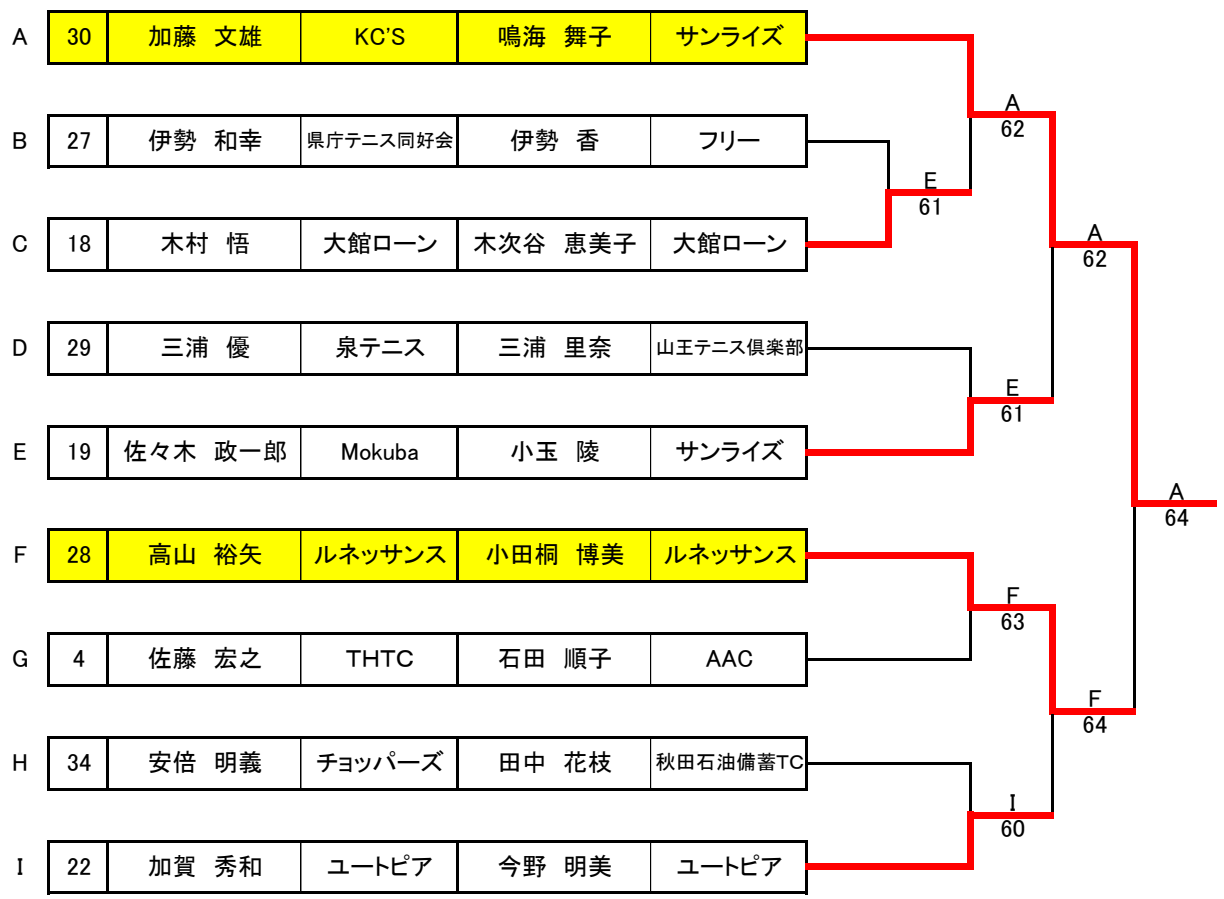 A 30 加藤 文雄 KC'S 鳴海 舞子 サンライズ
A
62
B 27 伊勢 和幸 県庁テニス同好会 伊勢 香 フリー
E
61
C 18 木村 悟 大館ローン 木次谷 恵美子 大館ローン
A
62
D 29 三浦 優 泉テニス 三浦 里奈 山王テニス倶楽部
E
61
E 19 佐々木 政一郎 Mokuba 小玉 陵 サンライズ
A
64
F 28 高山 裕矢 ルネッサンス 小田桐 博美 ルネッサンス
F
63
G 4 佐藤 宏之 THTC 石田 順子 AAC
F
64
H 34 安倍 明義 チョッパーズ 田中 花枝 秋田石油備蓄TC
I
60
I 22 加賀 秀和 ユートピア 今野 明美 ユートピア